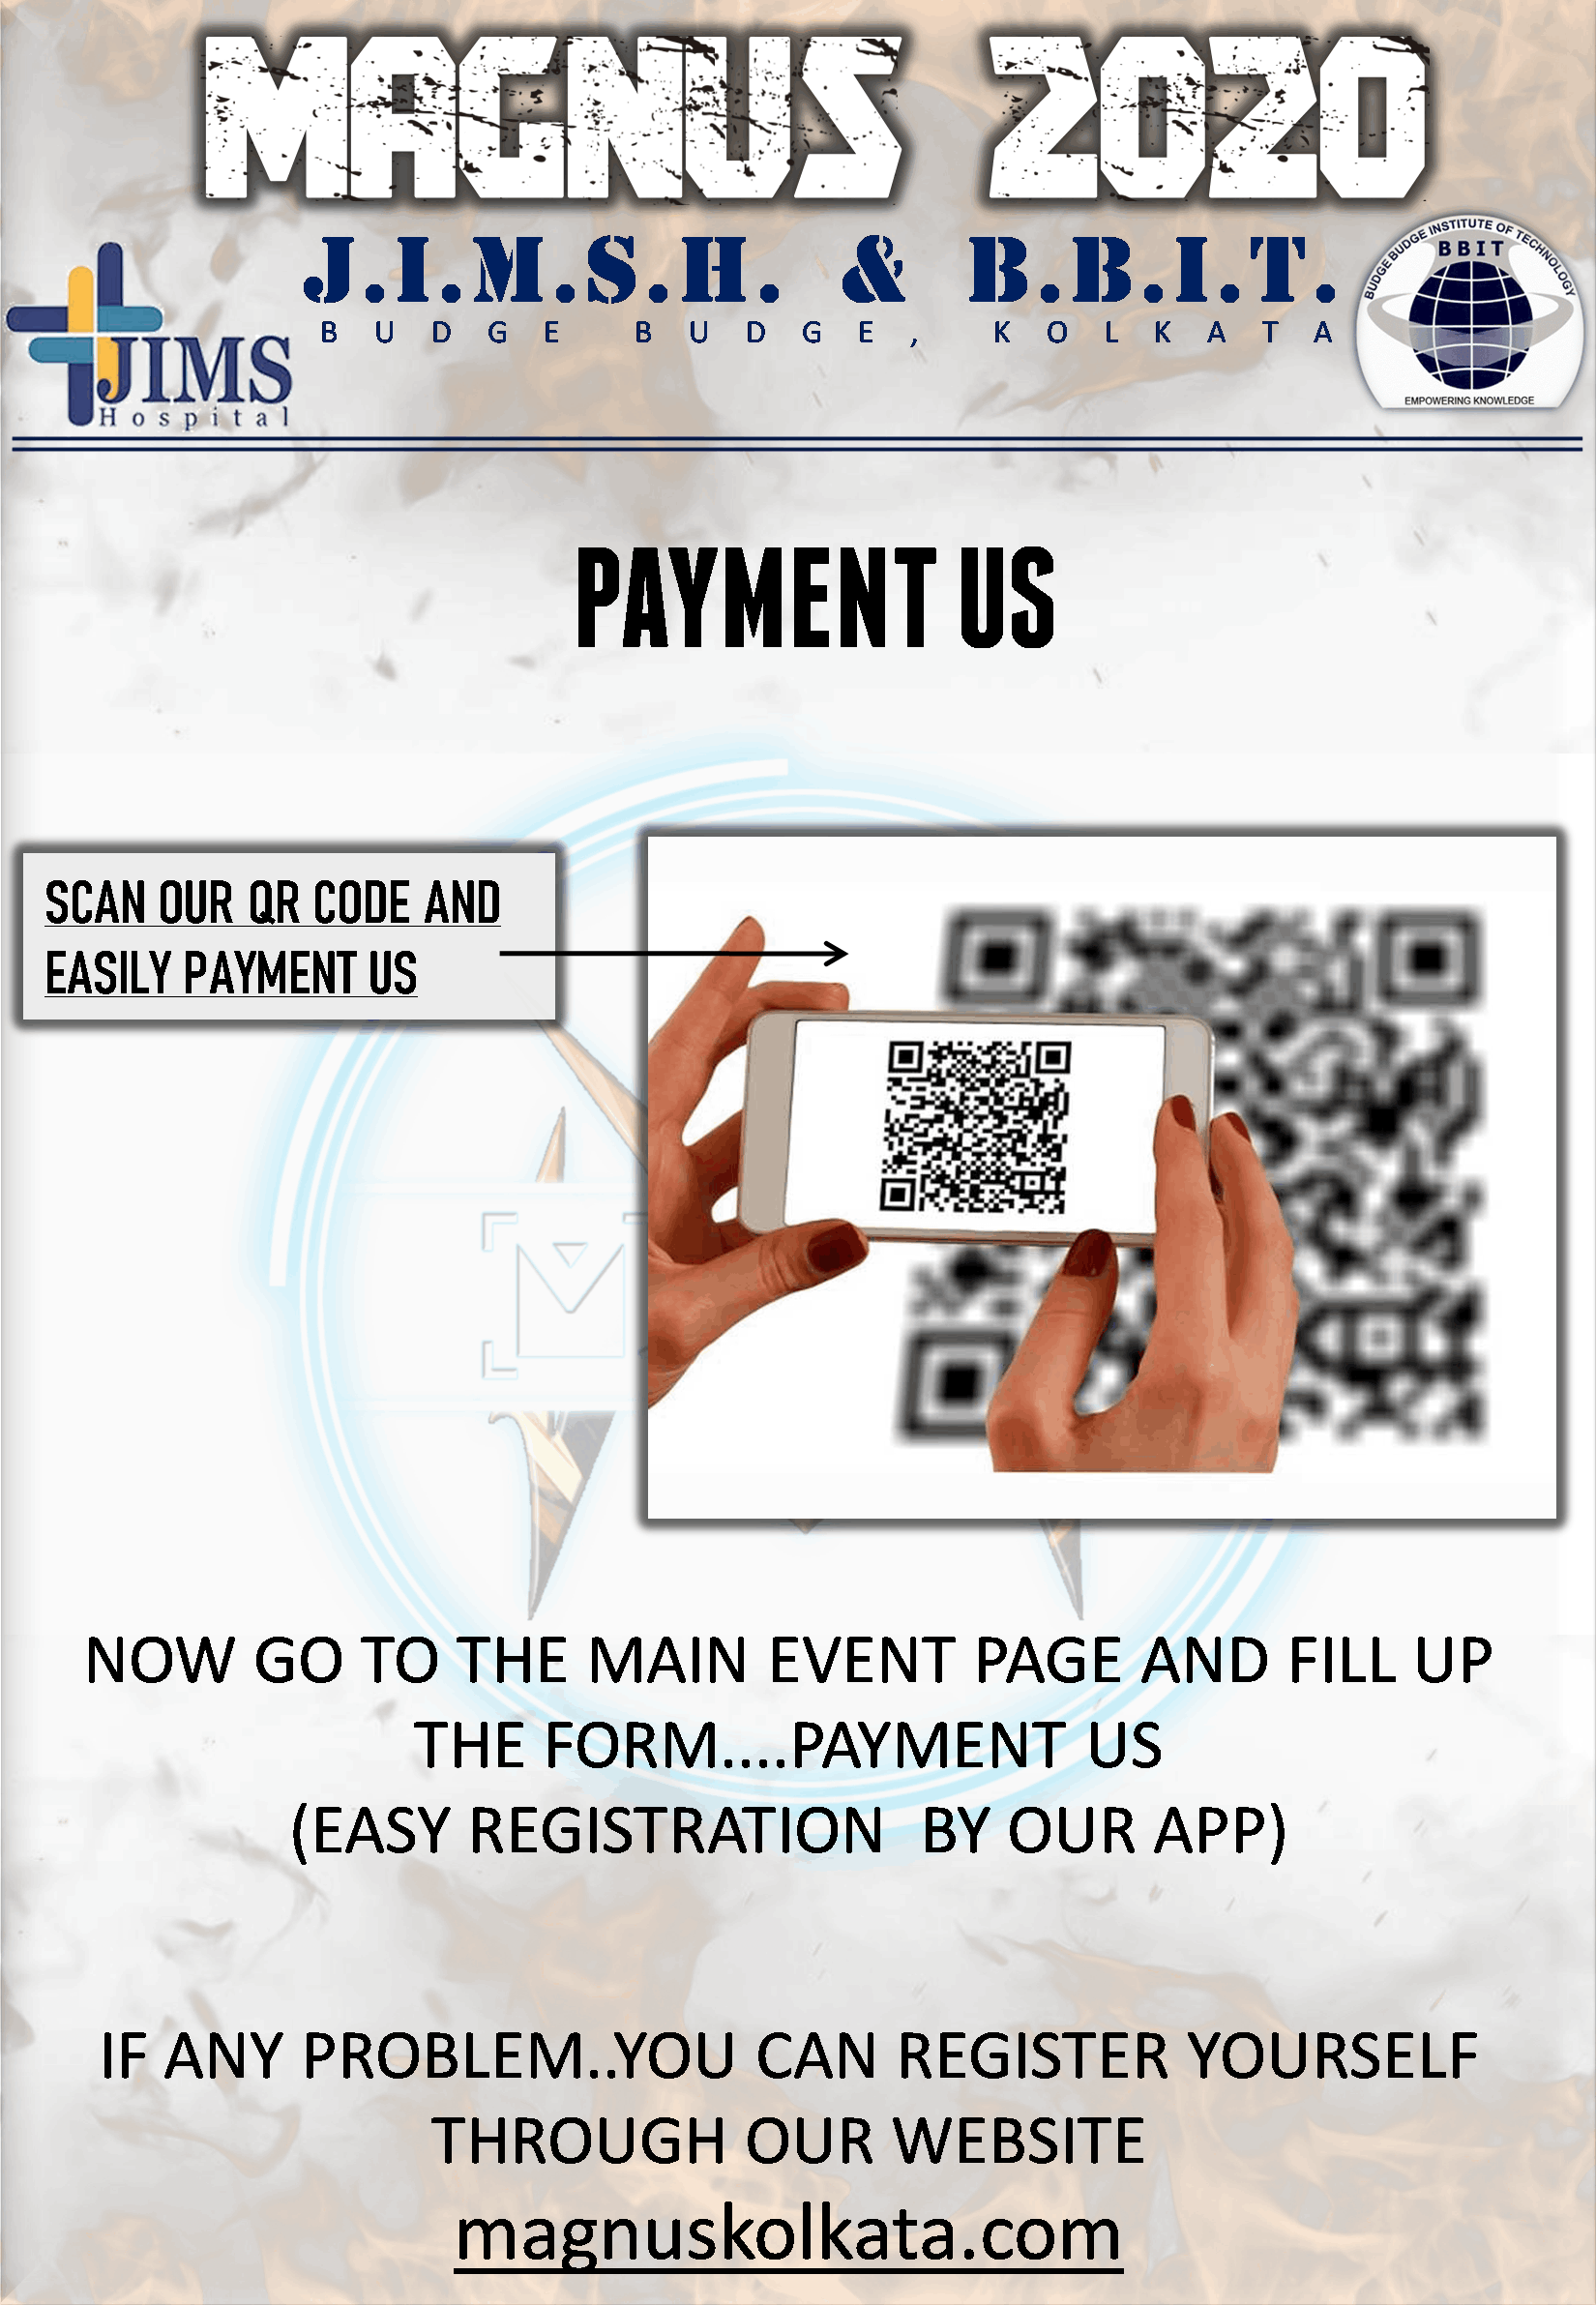 MAGNUS 2020
J.I.M.S.H. & B.B.I.T.
BUDGE BUDGE, KOLKATA
JIMS
Hospital
BUDGE BUDGE INSTITUTE OF TECHNOLOGY
BBIT
EMPOWERING KNOWLEDGE
PAYMENT US
SCAN OUR QR CODE AND
EASILY PAYMENT US
NOW GO TO THE MAIN EVENT PAGE AND FILL UP
THE FORM....PAYMENT US
(EASY REGISTRATION BY OUR APP)
IF ANY PROBLEM..YOU CAN REGISTER YOURSELF
THROUGH OUR WEBSITE
magnuskolkata.com